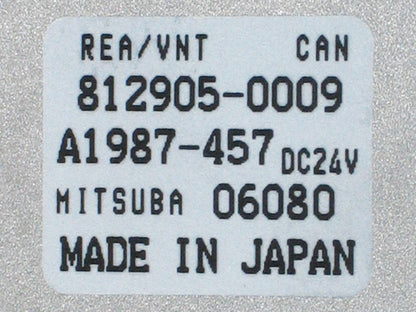 REA/VNT CAN
812905-0009
A1987-457 DC24V
MITSUBA 06080
MADE IN JAPAN